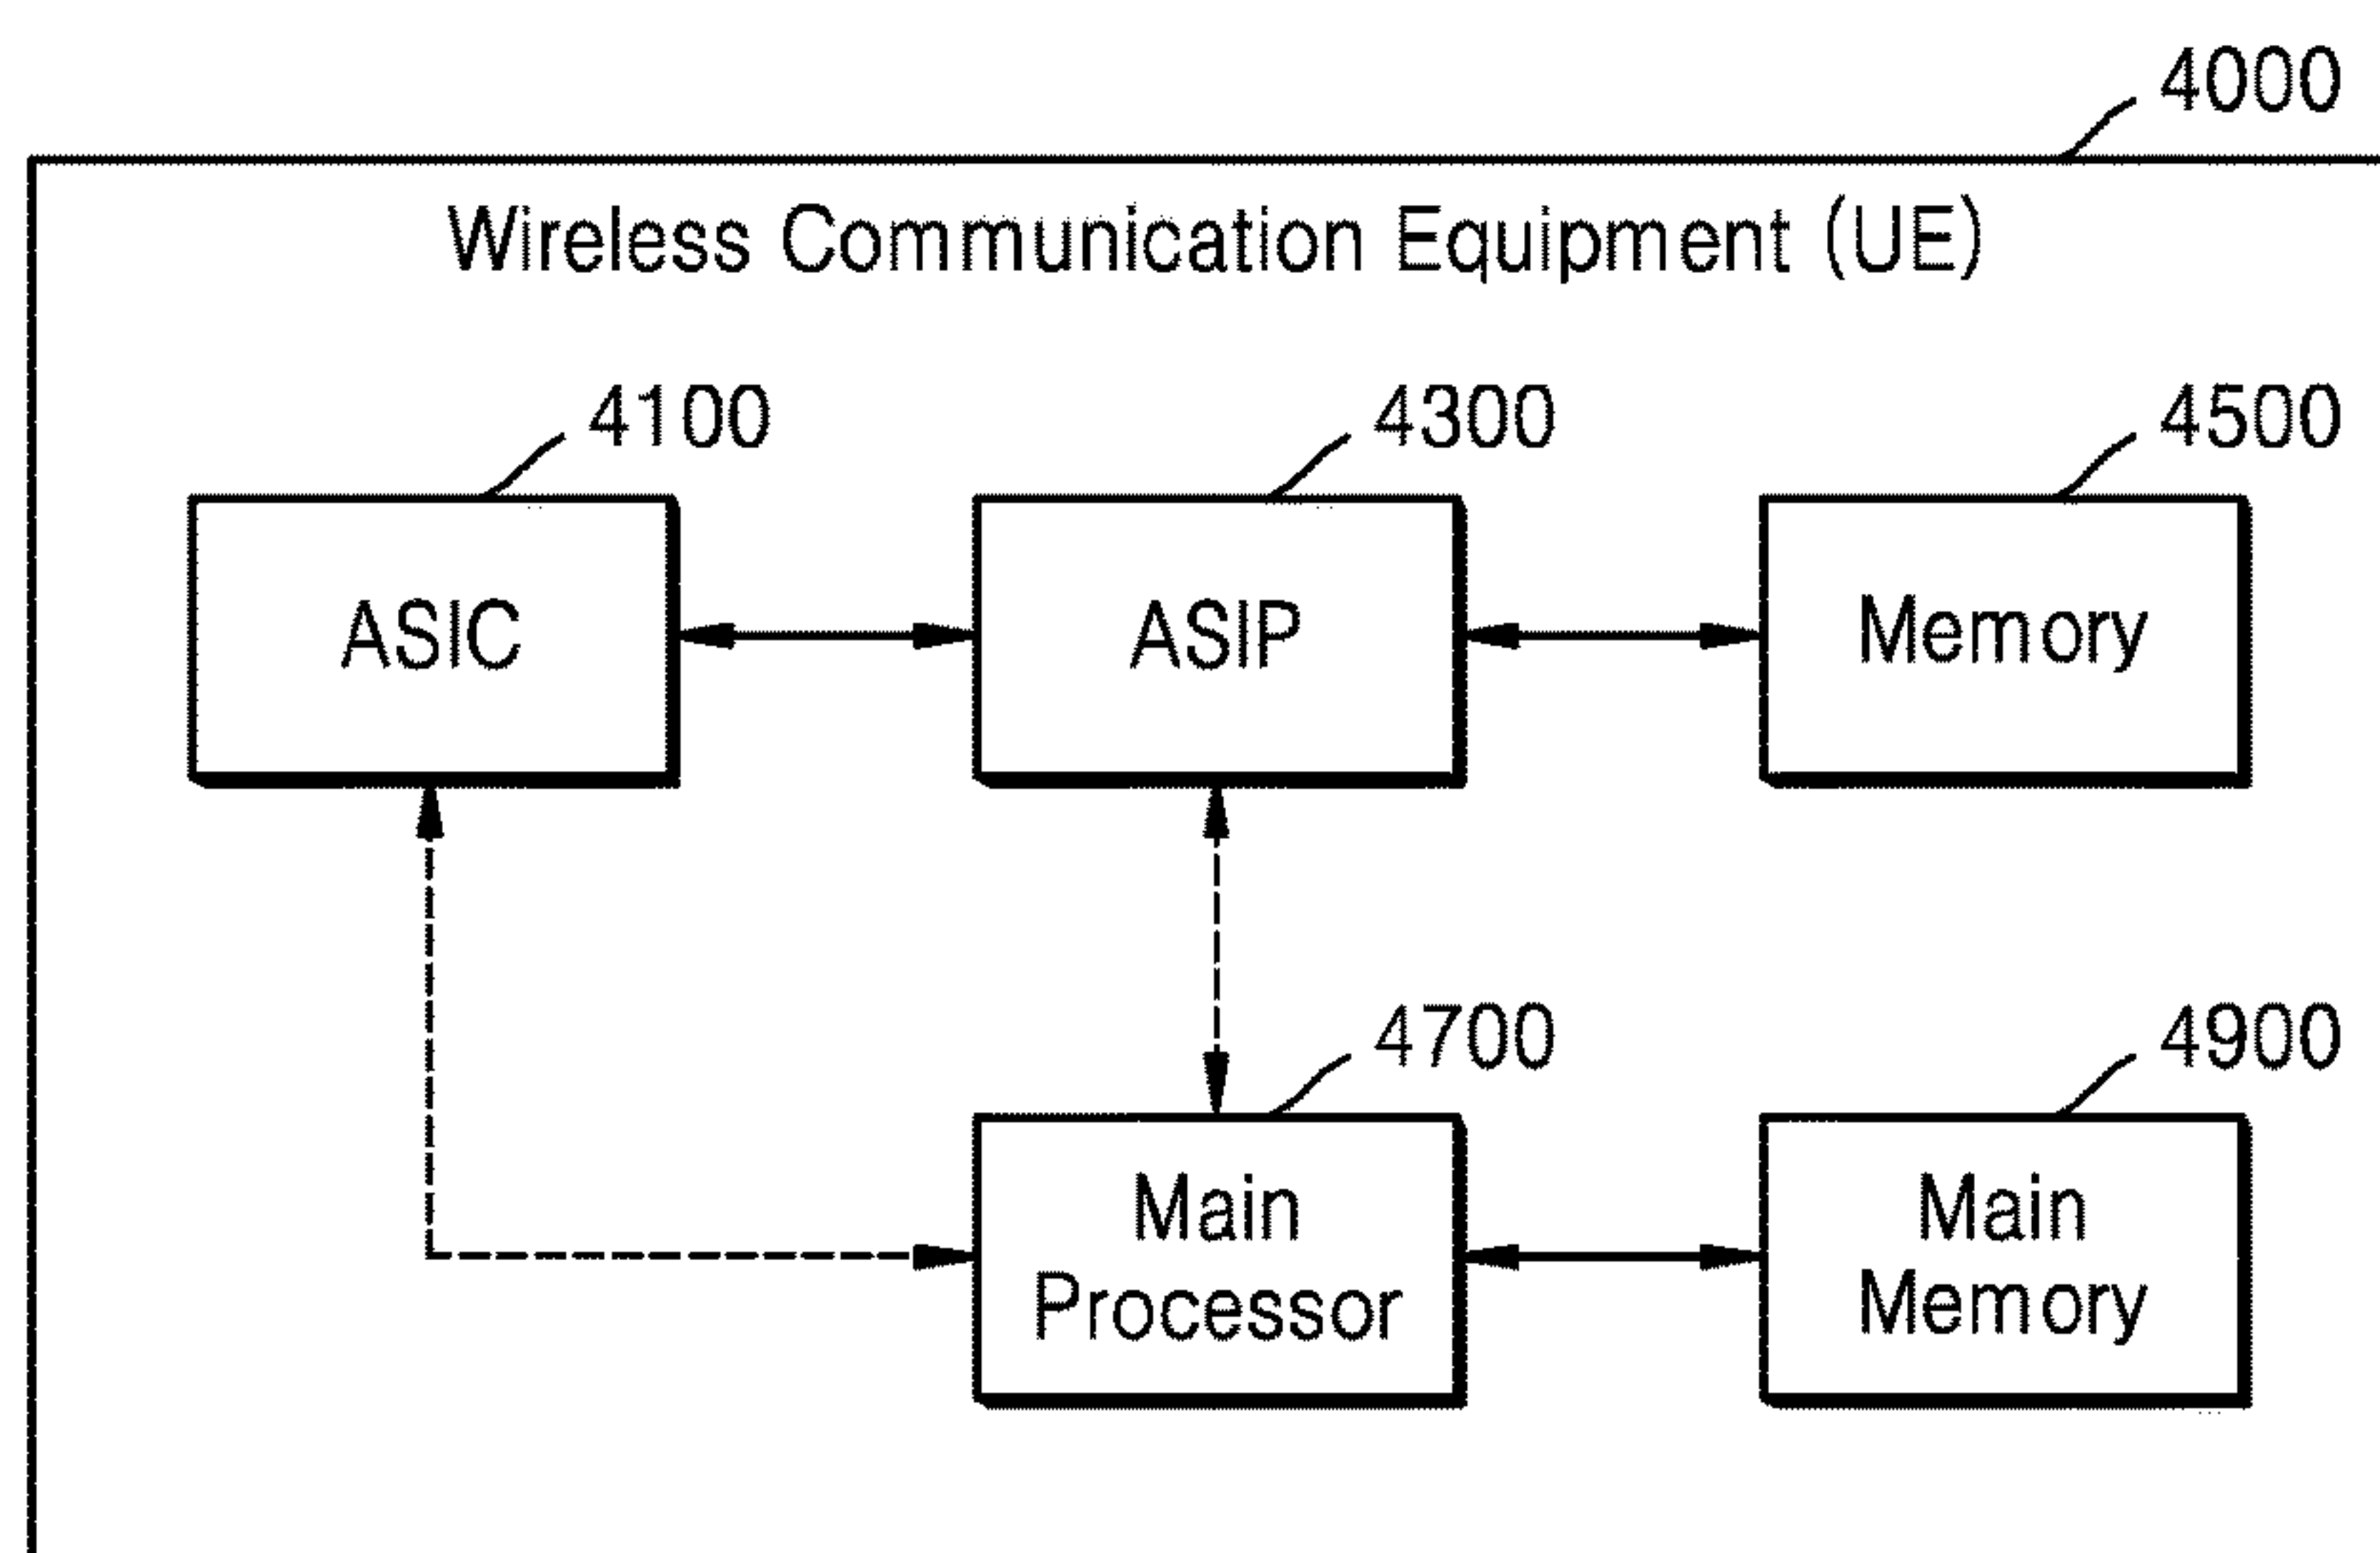 4000
Wireless Communication Equipment (UE)
4100
4300
4500
ASIC
ASIP
Memory
4700
4900
Main
Processor
Main
Memory